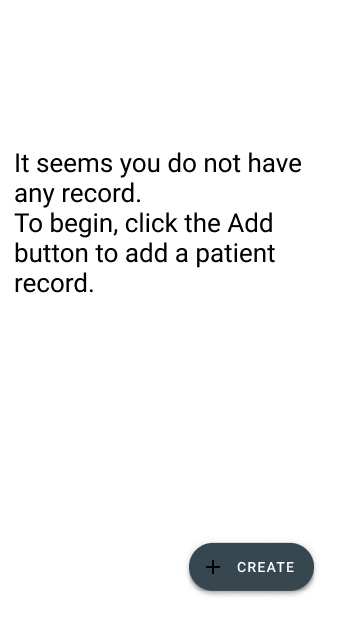 It seems you do not have
any record.
To begin, click the Add
button to add a patient
record.
CREATE